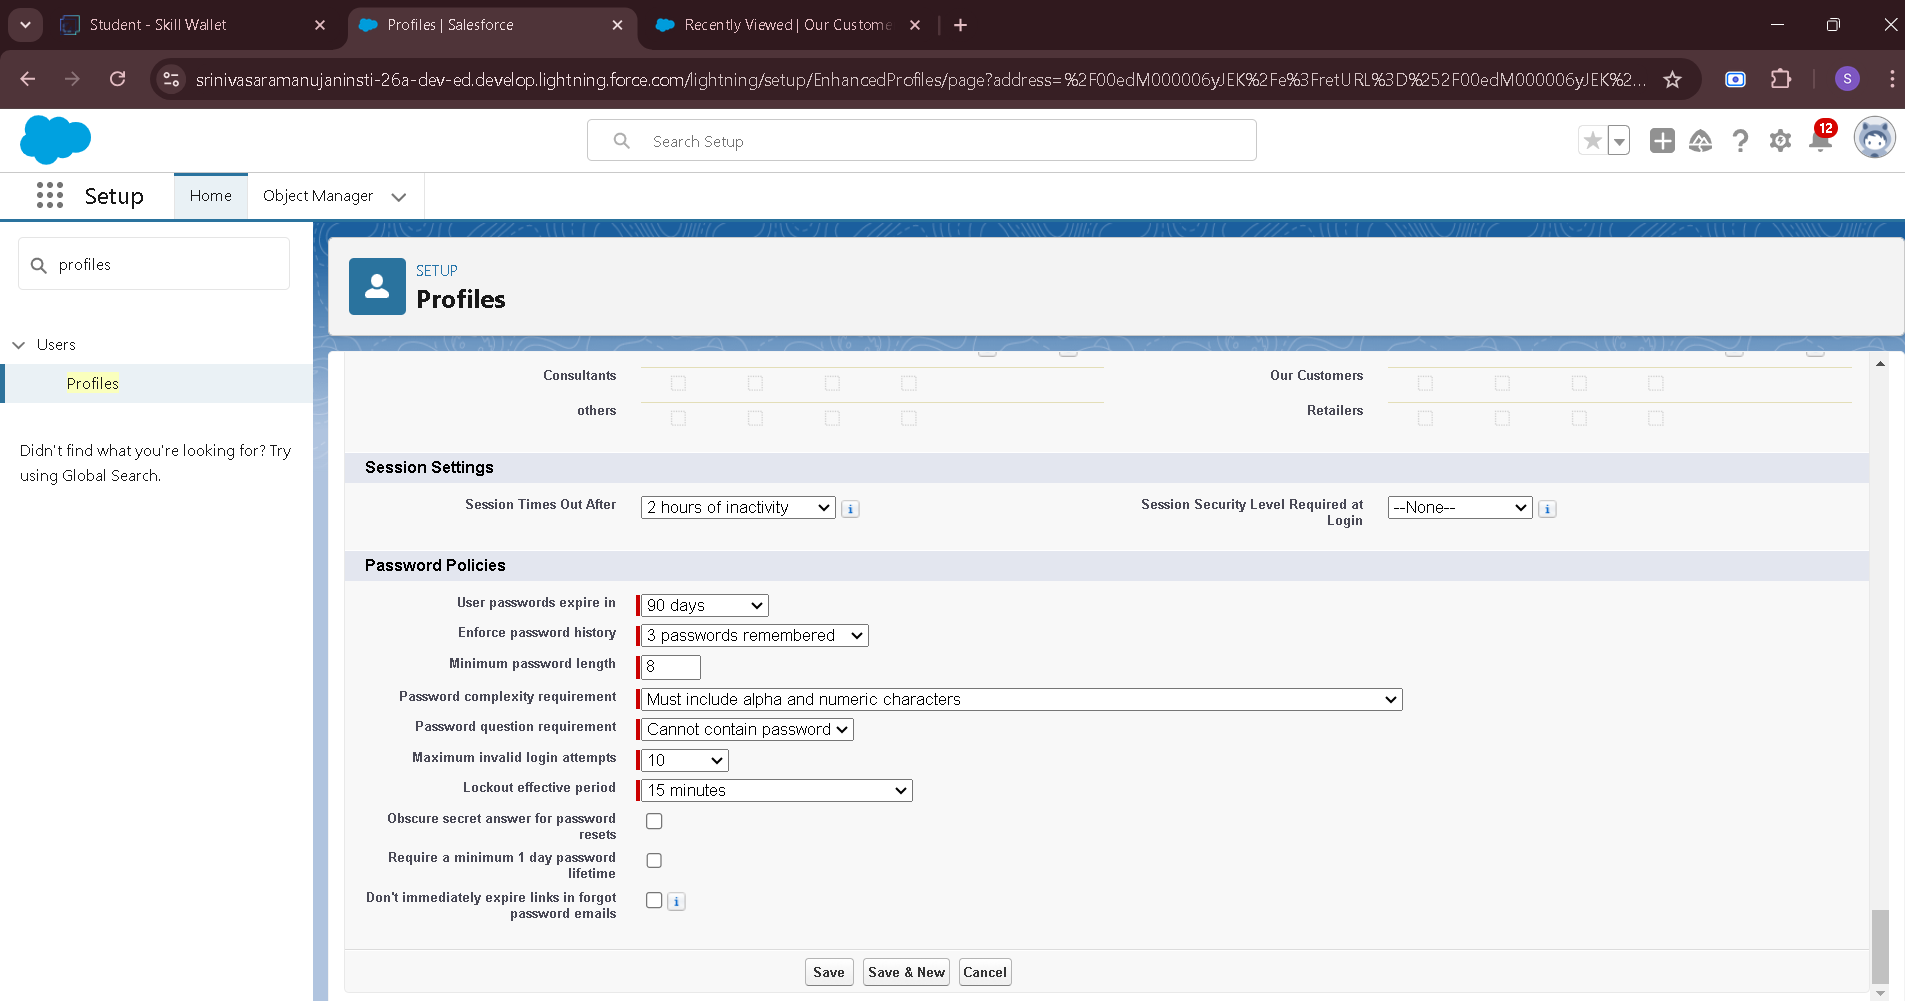 Student - Skill Wallet
Profiles | Salesforce
Recently Viewed | Our Custome
srinivasaramanujaninsti-26a-dev-ed.develop.lightning.force.com/lightning/setup/EnhancedProfiles/page?address=%2F00edM000006yJEK%2Fe%3FretURL%3D%252F00edM000006yJEK%2...
S
Search Setup
12
Setup
Home
Object Manager
profiles
Users
Profiles
Didn't find what you're looking for? Try
using Global Search.
SETUP
Profiles
Consultants
Our Customers
others
Retailers
Session Settings
Session Times Out After
2 hours of inactivity
Session Security Level Required at
Login
--None--
Password Policies
User passwords expire in
90 days
Enforce password history
3 passwords remembered
Minimum password length
8
Password complexity requirement
Must include alpha and numeric characters
Password question requirement
Cannot contain password
Maximum invalid login attempts
10
Lockout effective period
15 minutes
Obscure secret answer for password
resets
Require a minimum 1 day password
lifetime
Don't immediately expire links in forgot
password emails
Save
Save & New
Cancel